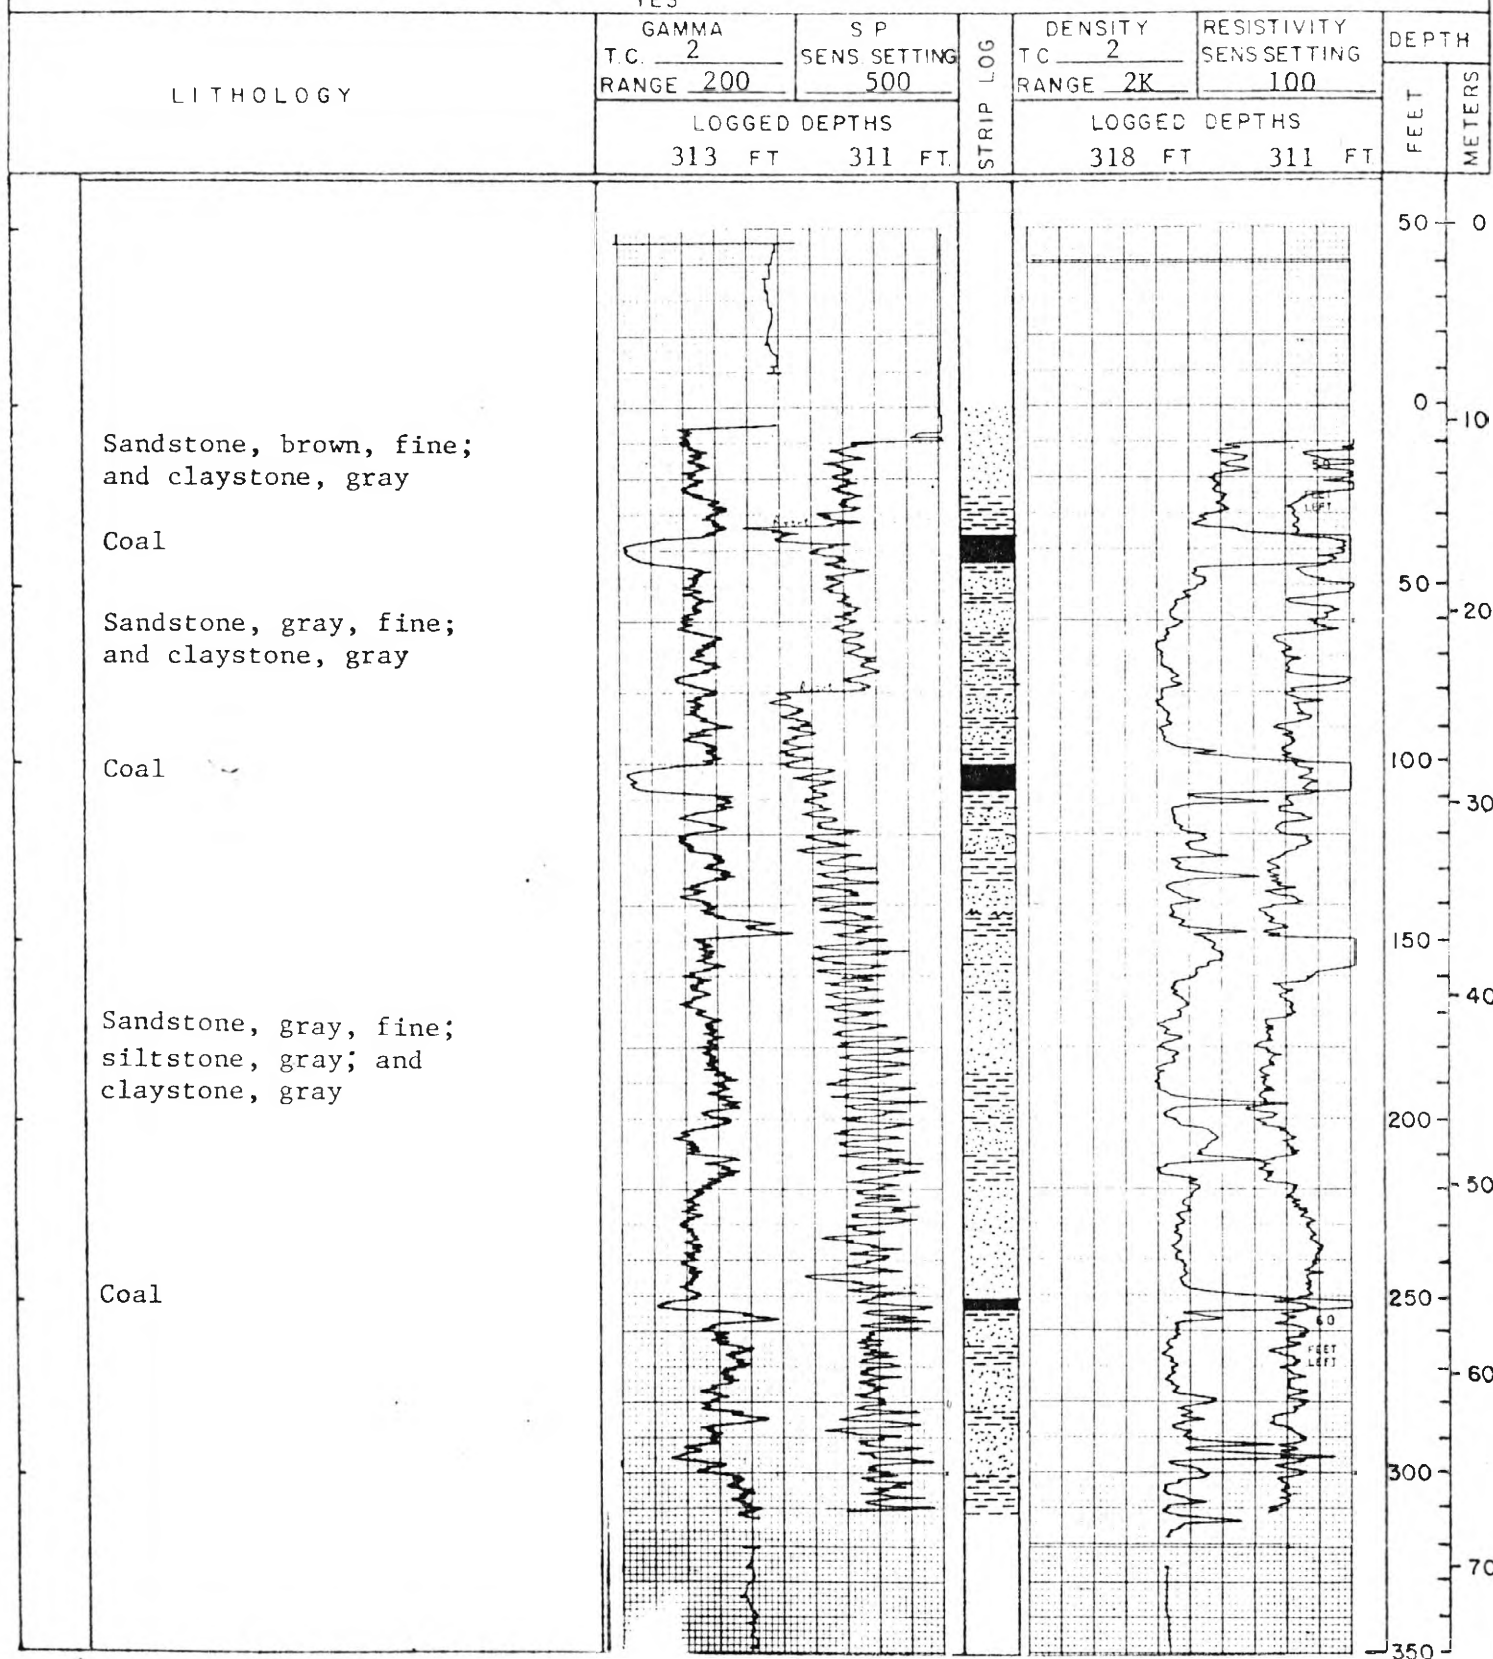 YES
LITHOLOGY
GAMMA
T.C. 2
RANGE 200
S P
SENS. SETTING
500
LOGGED DEPTHS
313 FT 311 FT.
STRIP LOG
DENSITY
T C 2
RANGE 2K
RESISTIVITY
SENS SETTING
100
LOGGED DEPTHS
318 FT 311 FT
DEPTH
FEET
METERS
Sandstone, brown, fine;
and claystone, gray
Coal
Sandstone, gray, fine;
and claystone, gray
Coal
Sandstone, gray, fine;
siltstone, gray; and
claystone, gray
Coal
LEFT
60
FEET
LEFT
50
0
50
100
150
200
250
300
350
0
10
20
30
40
50
60
70